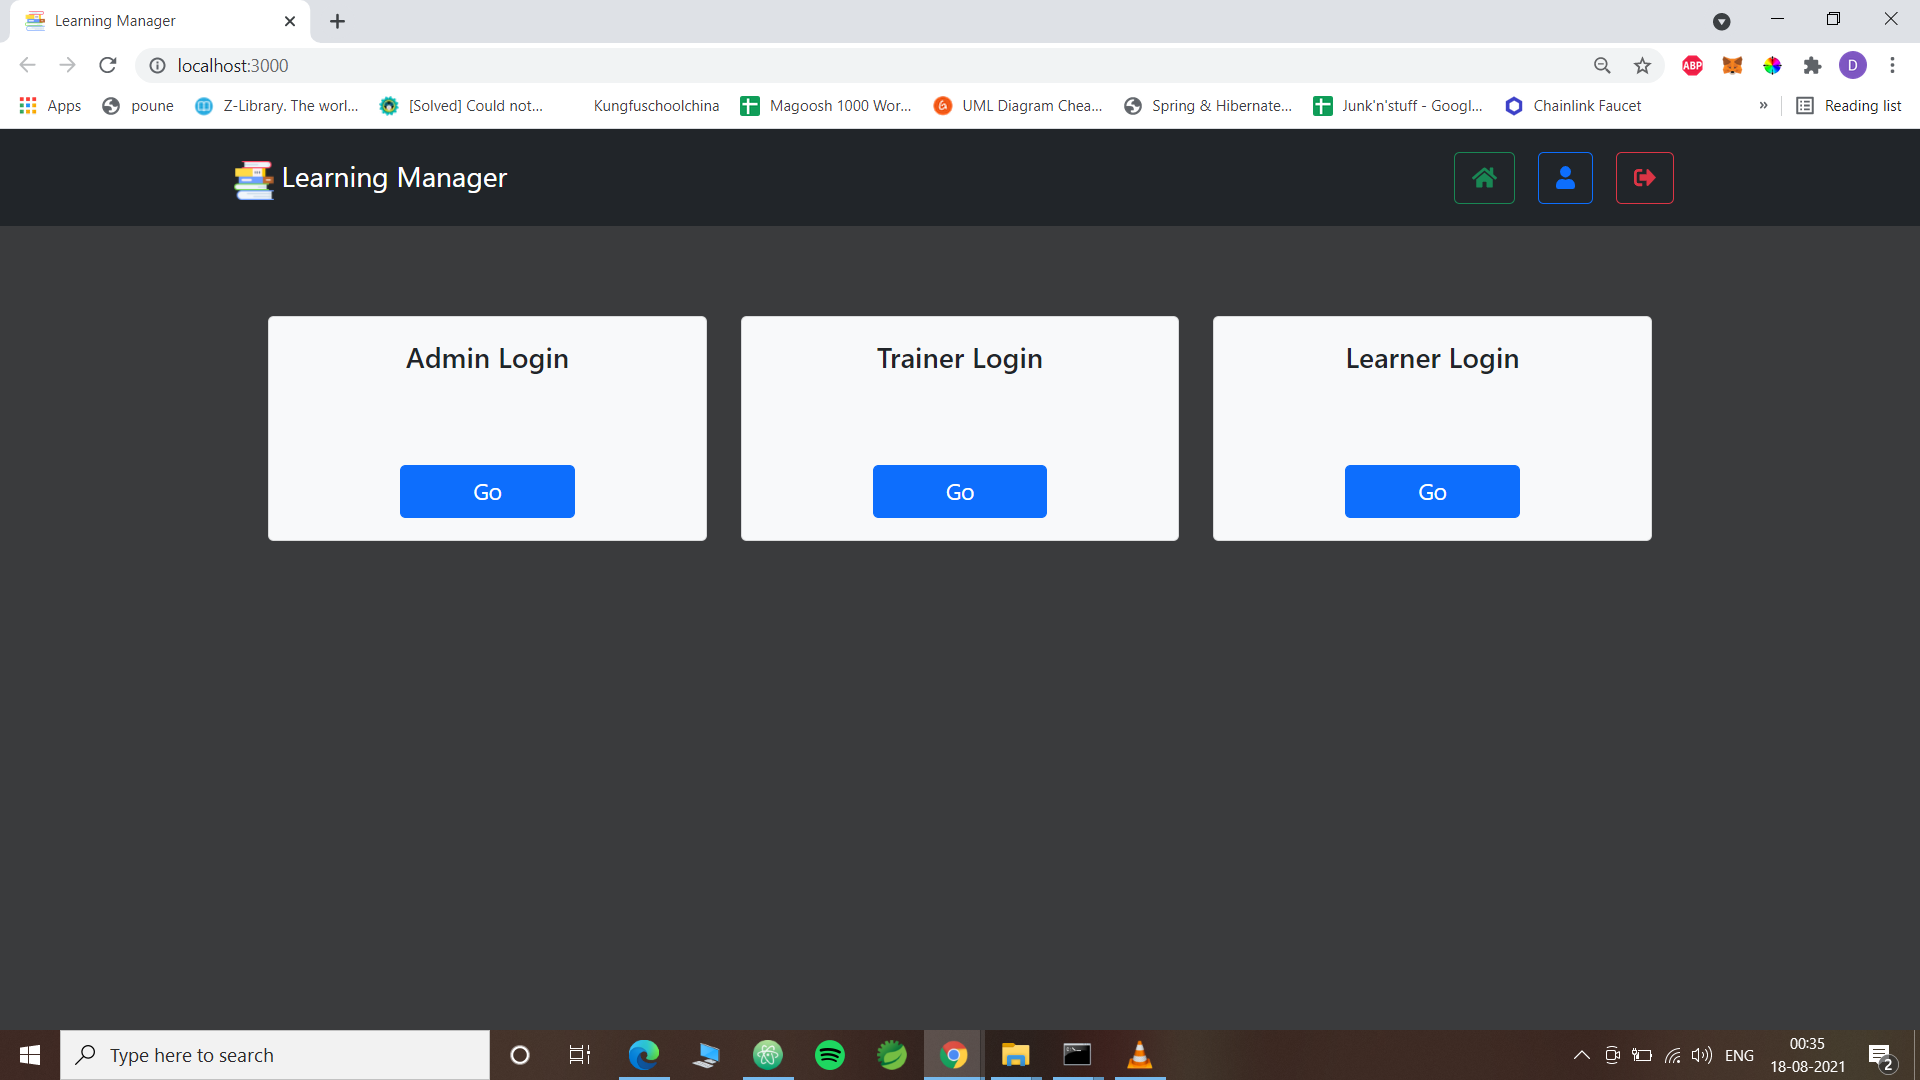 Learning Manager
localhost:3000
ABP
D
Apps
poune
Z-Library. The worl...
[Solved] Could not...
Kungfuschoolchina
Magoosh 1000 Wor...
UML Diagram Chea...
Spring & Hibernate...
Junk'n'stuff - Googl...
Chainlink Faucet
»
Reading list
Learning Manager
Admin Login
Trainer Login
Learner Login
Go
Go
Go
Type here to search
ENG
00:35
18-08-2021
2